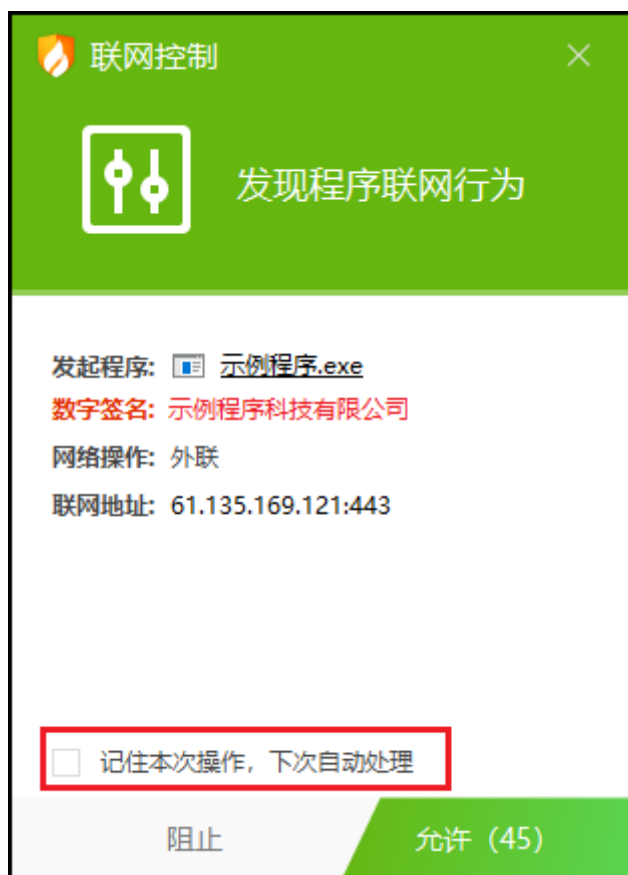 联网控制
发现程序联网行为
发起程序: 示例程序.exe
数字签名: 示例程序科技有限公司
网络操作: 外联
联网地址: 61.135.169.121:443
记住本次操作，下次自动处理
阻止
允许（45）